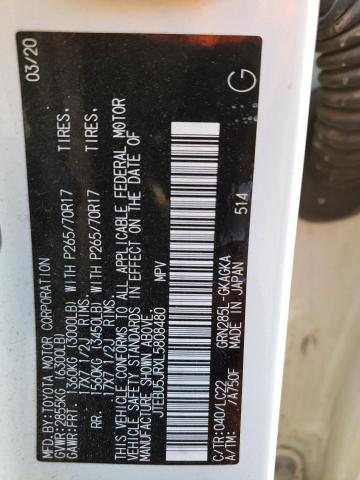 MFD.BY:TOYOTA MOTOR CORPORATION 03/20
GVWR:2855KG (6300LB)
GAWR:FRT. 1360KG (3000LB) WITH P265/70R17 TIRES,
17X7 1/2J RIMS.
RR. 1560KG (3450LB) WITH P265/70R17 TIRES,
17X7 1/2J RIMS.
THIS VEHICLE CONFORMS TO ALL APPLICABLE FEDERAL MOTOR
VEHICLE SAFETY STANDARDS IN EFFECT ON THE DATE OF
MANUFACTURE SHOWN ABOVE.
MPV
G
514
C/TR:040/LC22 GRN285L-GKAGKA
A/TM: /A750F MADE IN JAPAN